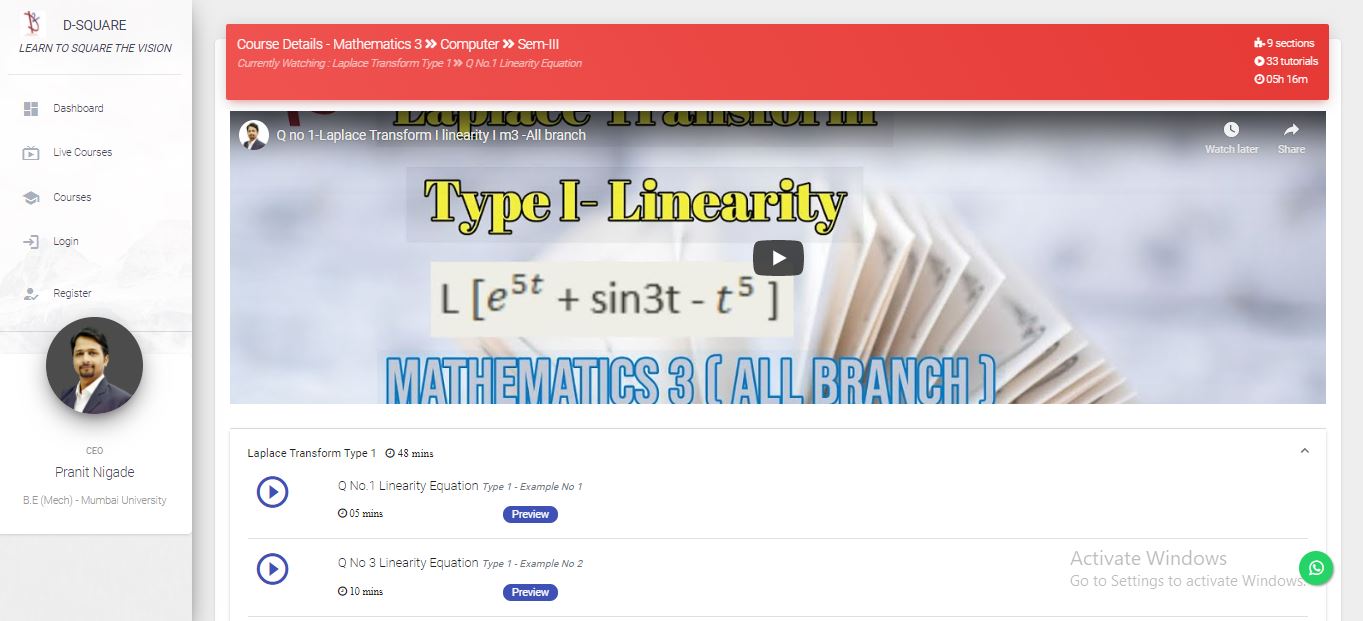 D-SQUARE
LEARN TO SQUARE THE VISION
Dashboard
Live Courses
Courses
Login
Register
CEO
Pranit Nigade
B.E (Mech) - Mumbai University
Course Details - Mathematics 3 » Computer » Sem-III
Currently Watching : Laplace Transform Type 1 » Q No.1 Linearity Equation
9 sections
33 tutorials
05h 16m
Laplace Transform
Q no 1-Laplace Transform I linearity I m3 -All branch
Watch later
Share
Type I- Linearity
L [e^5t + sin3t - t^5 ]
MATHEMATICS 3 ( ALL BRANCH )
Laplace Transform Type 1 48 mins
Q No.1 Linearity Equation Type 1 - Example No 1
05 mins Preview
Q No 3 Linearity Equation Type 1 - Example No 2
10 mins Preview
Activate Windows
Go to Settings to activate Windows.